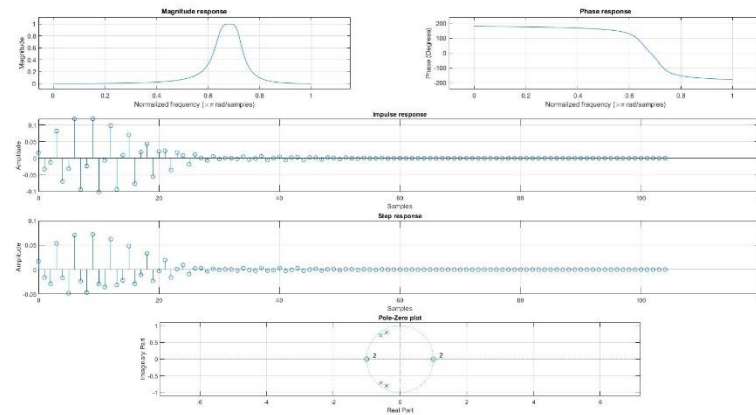 Magnitude response
Magnitude
1
0.8
0.6
0.4
0.2
0
0 0.2 0.4 0.6 0.8 1
Normalized frequency (×π rad/samples)
Phase response
Phase (Degrees)
200
100
0
-100
-200
0 0.2 0.4 0.6 0.8 1
Normalized frequency (×π rad/samples)
Impulse response
Amplitude
0.1
0.05
0
-0.05
-0.1
0 20 40 60 80 100
Samples
Step response
Amplitude
0.1
0.05
0
-0.05
0 20 40 60 80 100
Samples
Pole-Zero plot
Imaginary Part
1
0.5
0
-0.5
-1
2 2
-6 -4 -2 0 2 4 6
Real Part